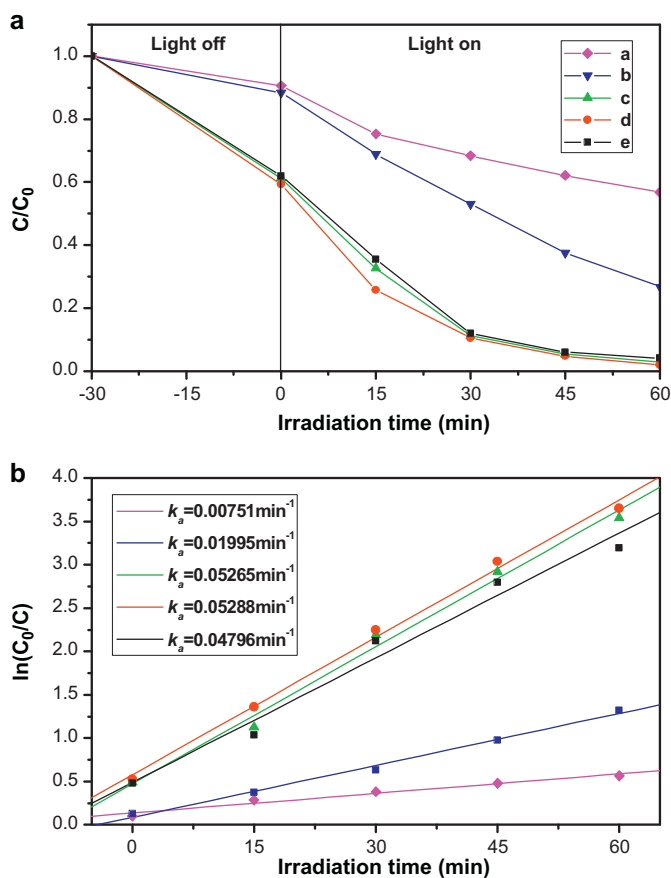 a
Light off
Light on
a
b
c
d
e
1.0
0.8
0.6
0.4
0.2
0.0
C/C₀
-30
-15
0
15
30
45
60
Irradiation time (min)
b
4.0
3.5
3.0
2.5
2.0
1.5
1.0
0.5
0.0
ln(C₀/C)
kₐ=0.00751min⁻¹
kₐ=0.01995min⁻¹
kₐ=0.05265min⁻¹
kₐ=0.05288min⁻¹
kₐ=0.04796min⁻¹
0
15
30
45
60
Irradiation time (min)